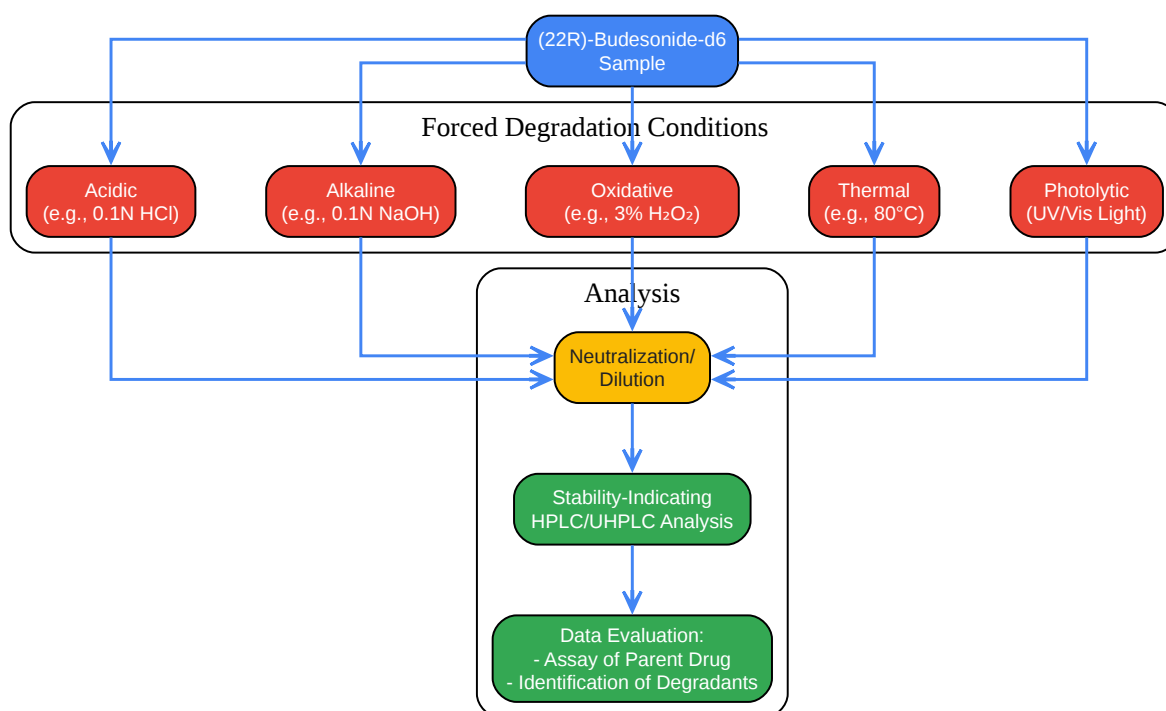 (22R)-Budesonide-d6
Sample
Forced Degradation Conditions
Acidic
(e.g., 0.1N HCl)
Alkaline
(e.g., 0.1N NaOH)
Oxidative
(e.g., 3% H₂O₂)
Thermal
(e.g., 80°C)
Photolytic
(UV/Vis Light)
Analysis
Neutralization/
Dilution
Stability-Indicating
HPLC/UHPLC Analysis
Data Evaluation:
- Assay of Parent Drug
- Identification of Degradants